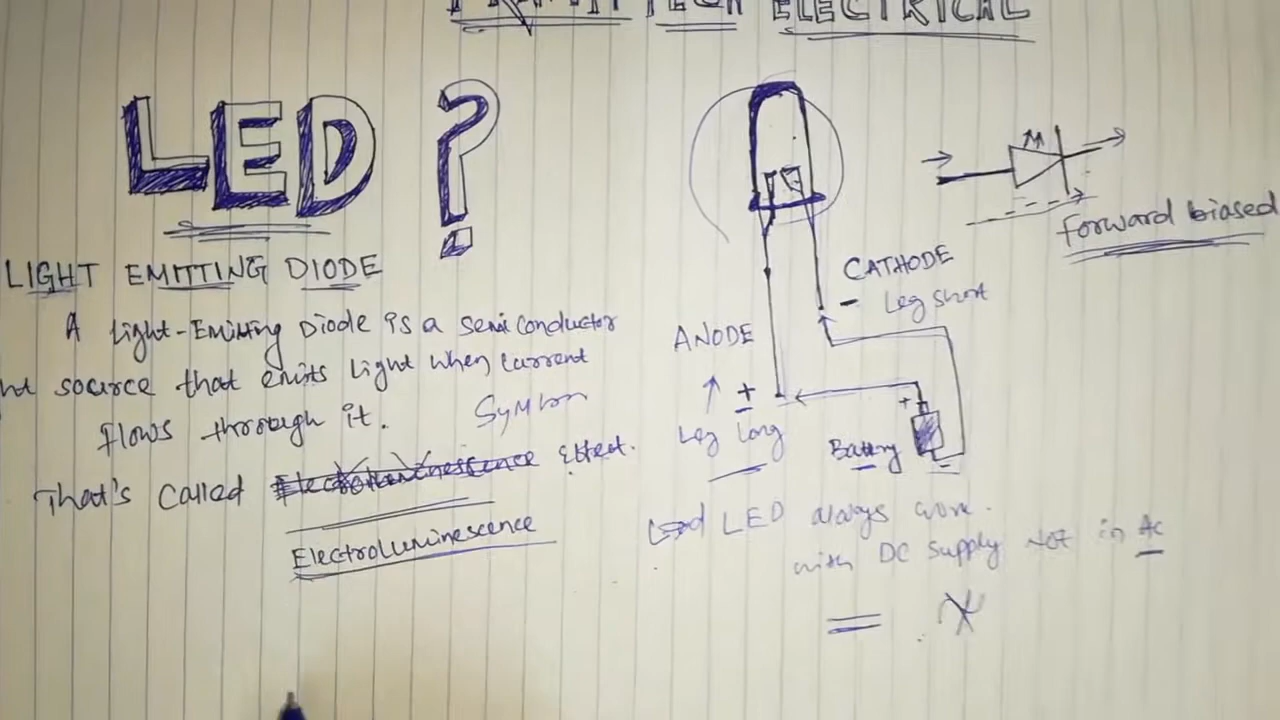 TECH ELECTRICAL
LED ?
LIGHT EMITTING DIODE
A Light-Emitting Diode is a semiconductor
source that emits light when current
flows through it.
That's called Electroluminescence Effect.
Electroluminescence
CATHODE
- Leg short
ANODE
+
Leg long
+
Battery
-
Forward biased
LED always work.
with DC supply not in AC
= X